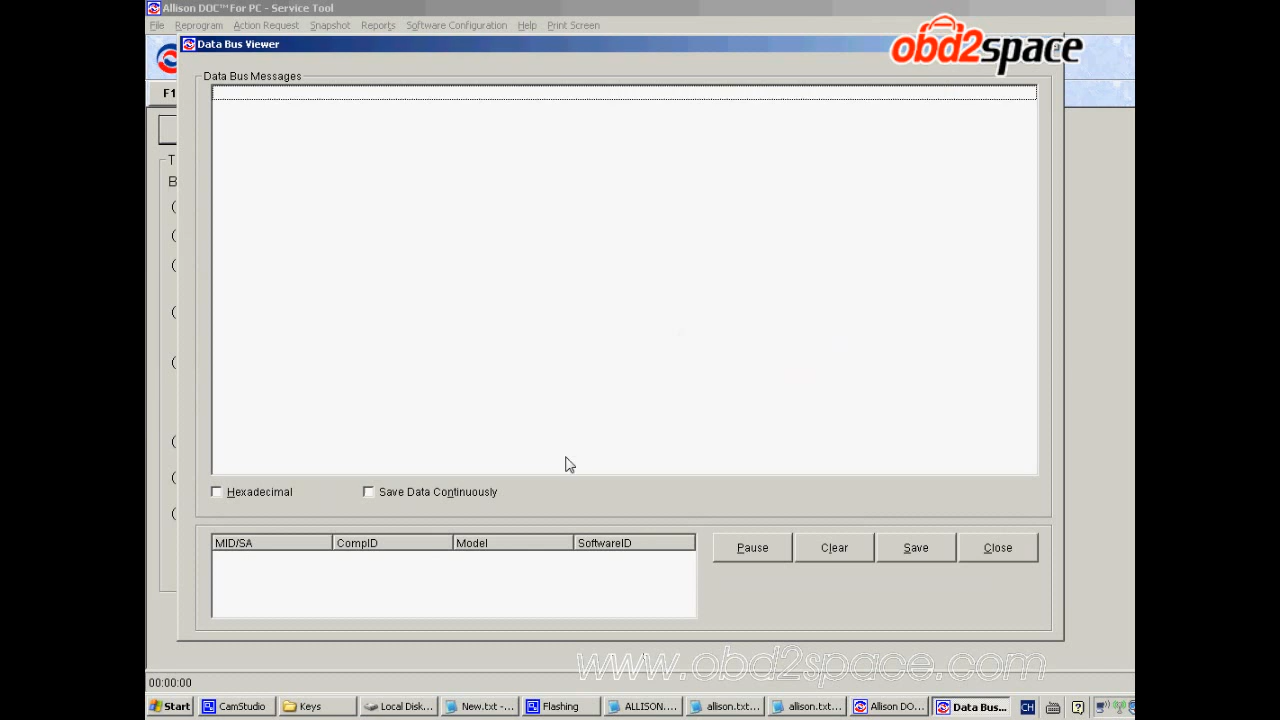 Allison DOC™ For PC - Service Tool
File Reprogram Action Request Snapshot Reports Software Configuration Help Print Screen
obd2space
Data Bus Viewer
Data Bus Messages
F1
T
B
Hexadecimal
Save Data Continuously
MID/SA CompID Model SoftwareID
Pause Clear Save Close
www.obd2space.com
00:00:00
Start CamStudio Keys Local Disk... New.txt -... Flashing ALLISON... allison.txt... allison.txt... Allison DO... Data Bus... CH